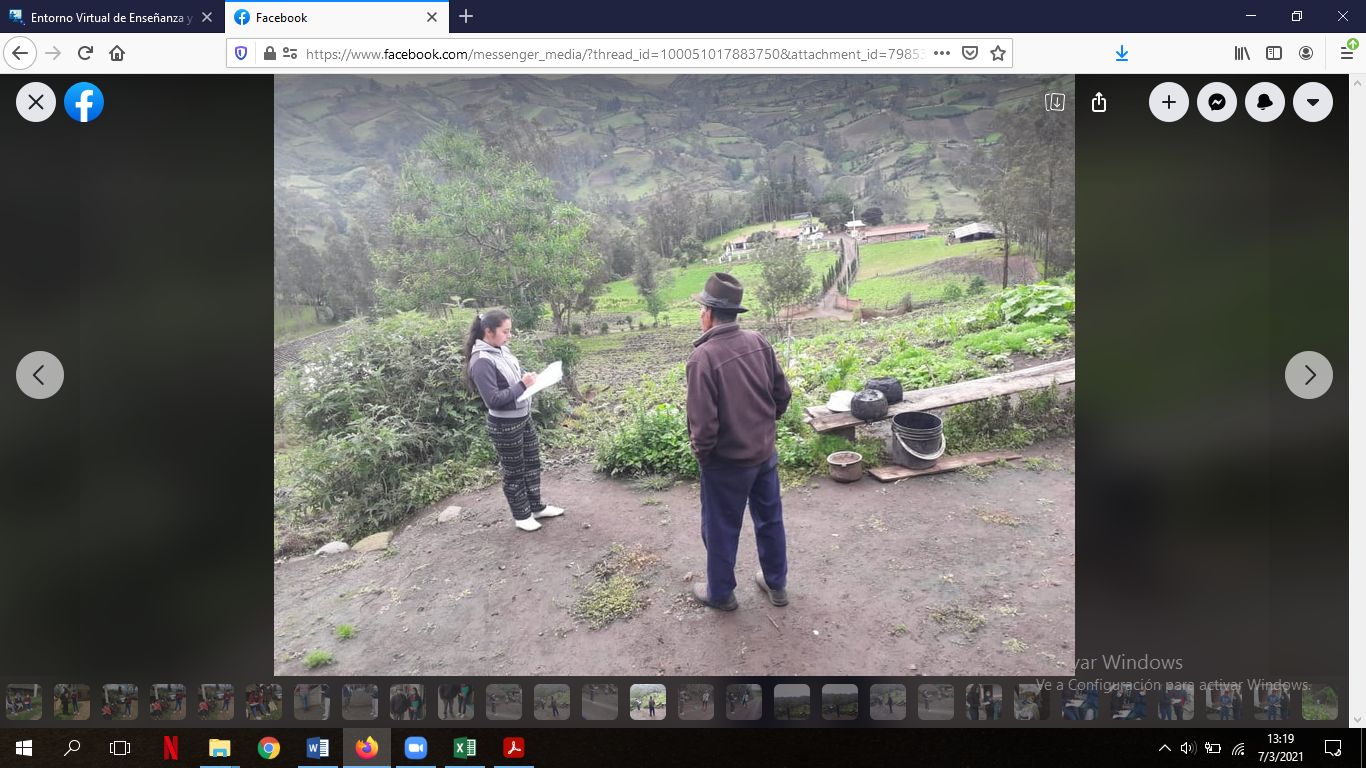 Entorno Virtual de Enseñanza y
Facebook
https://www.facebook.com/messenger_media/?thread_id=100051017883750&attachment_id=7985
var Windows
Ve a Configuración para activar Windows.
13:19
7/3/2021